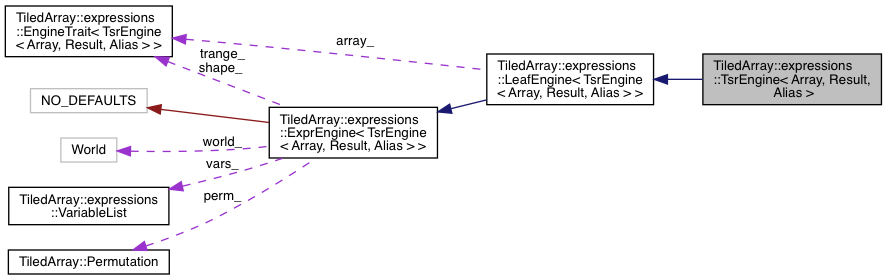 TiledArray::expressions
::EngineTrait< TsrEngine
< Array, Result, Alias > >
array_
trange_
shape_
TiledArray::expressions
::LeafEngine< TsrEngine
< Array, Result, Alias > >
TiledArray::expressions
::TsrEngine< Array, Result,
Alias >
NO_DEFAULTS
TiledArray::expressions
::ExprEngine< TsrEngine
< Array, Result, Alias > >
World
world_
vars_
TiledArray::expressions
::VariableList
perm_
TiledArray::Permutation